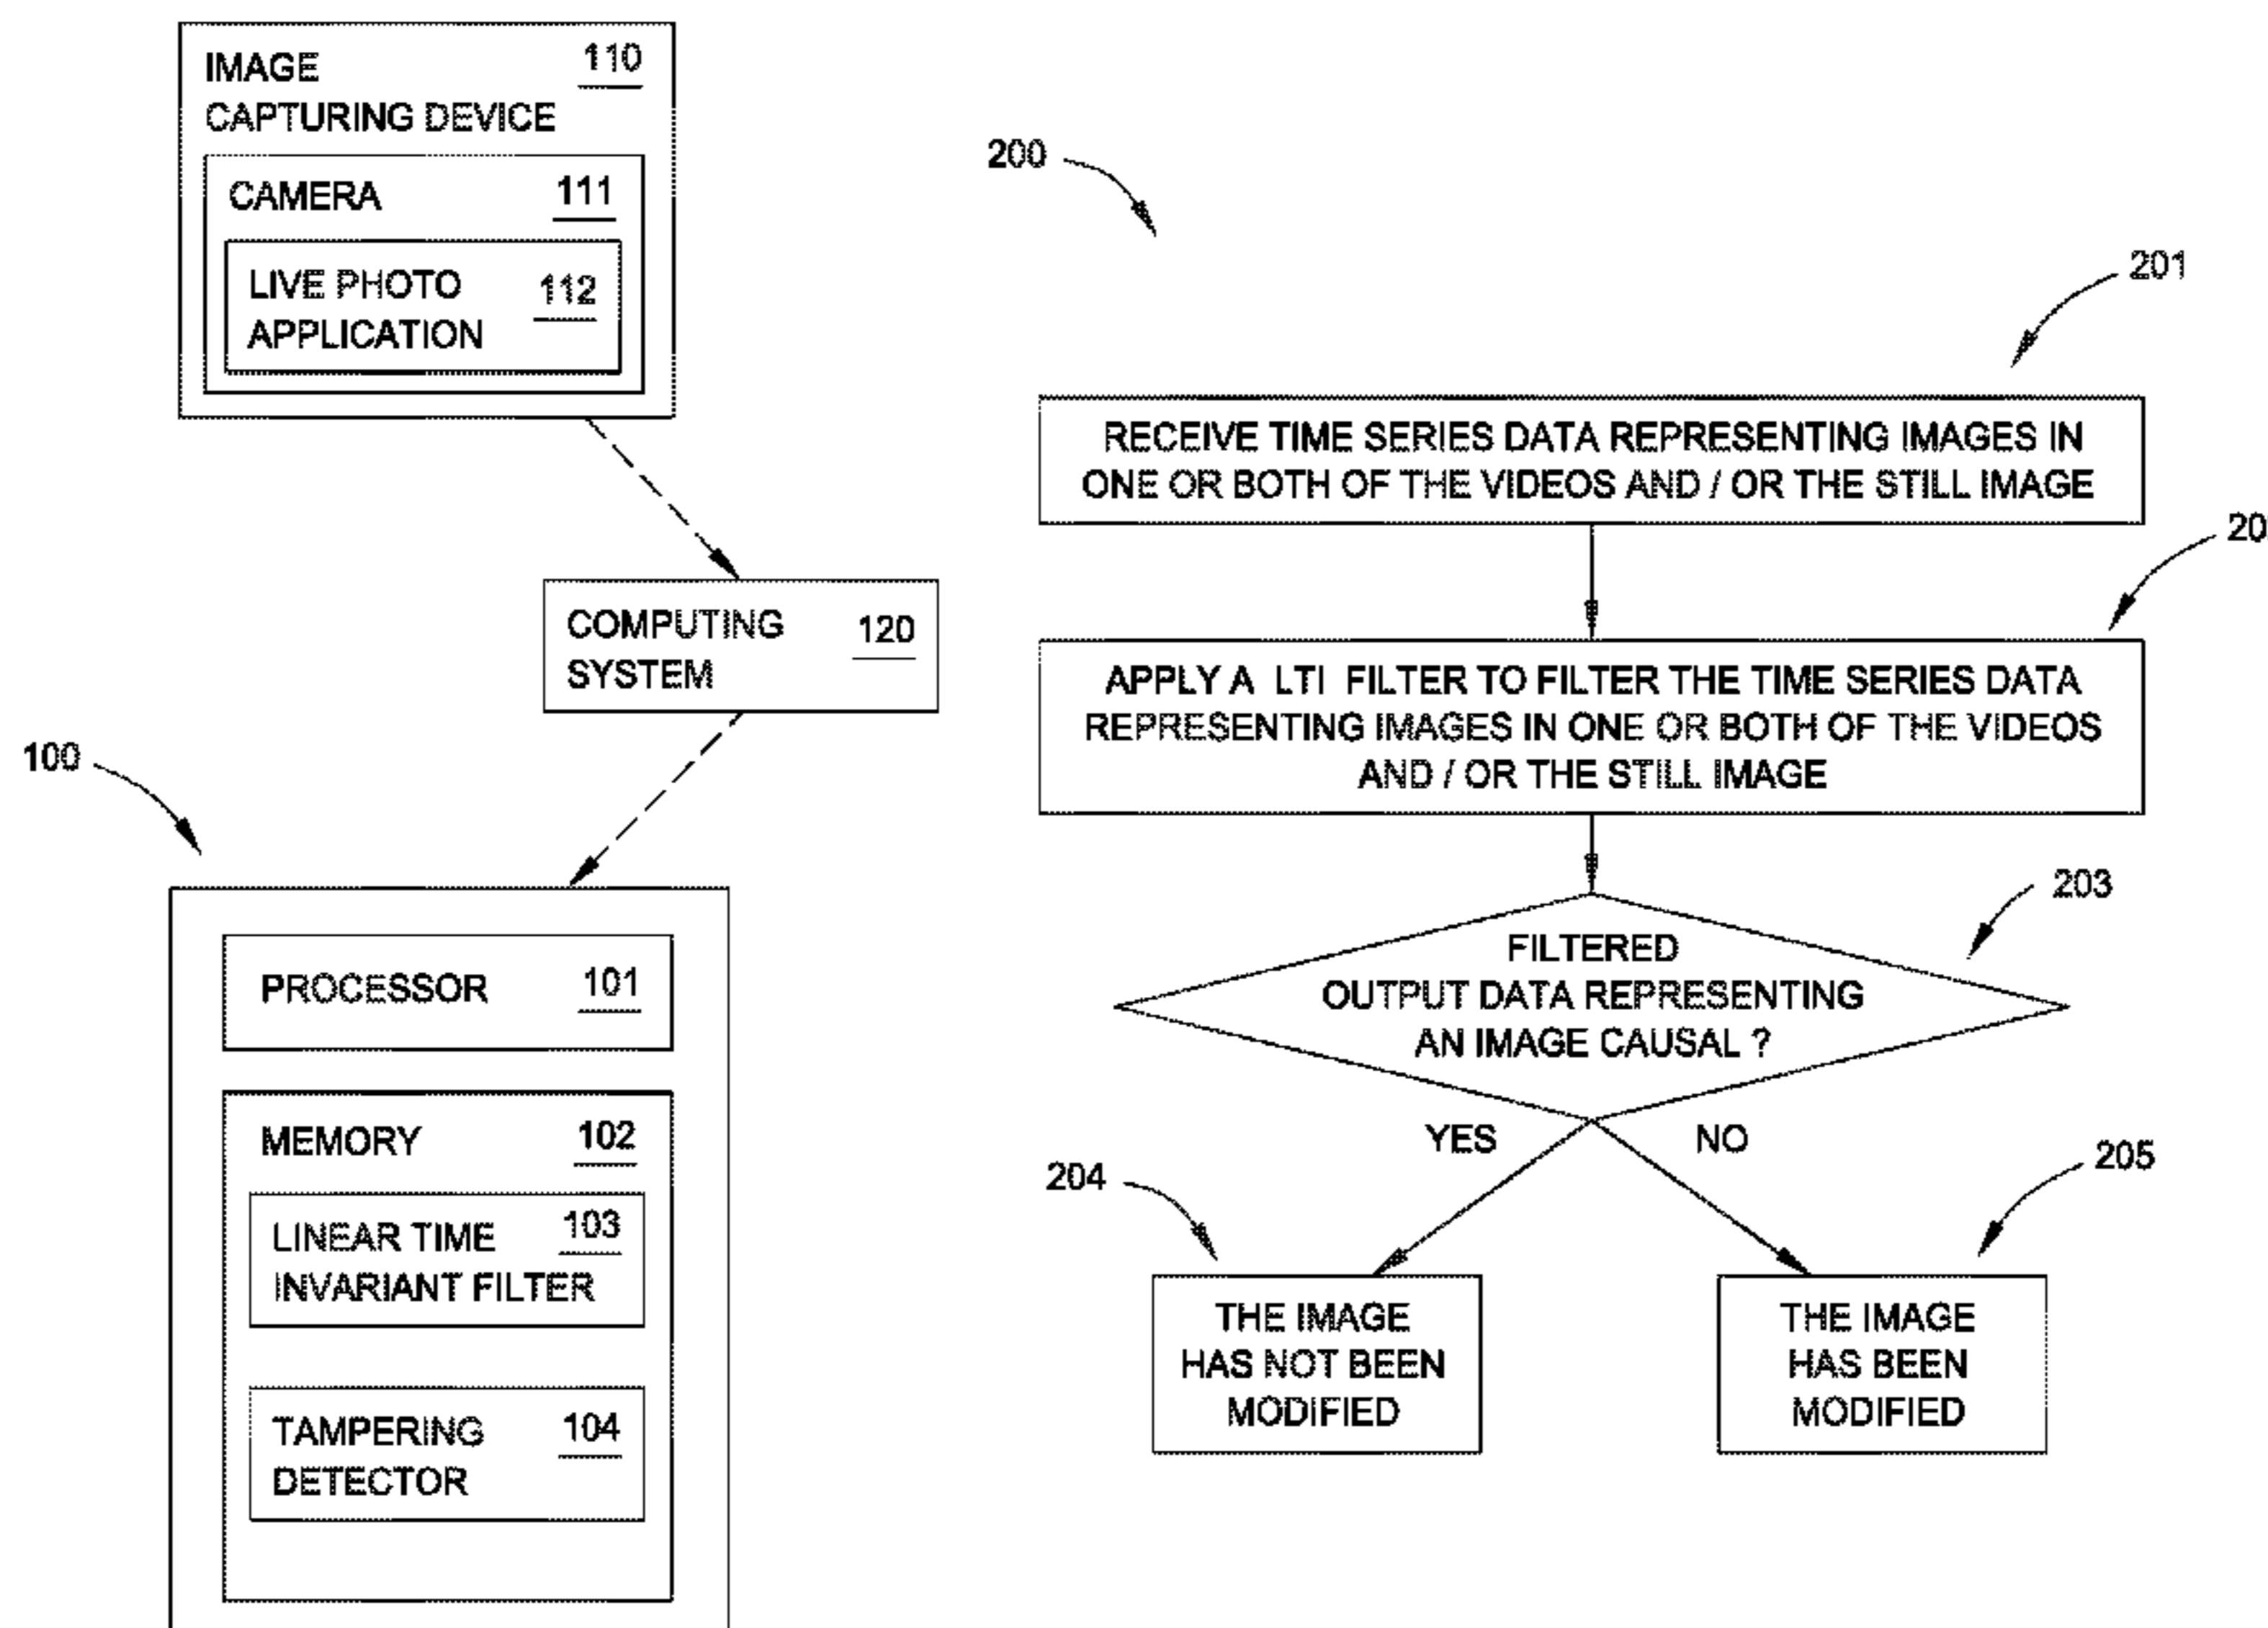 IMAGE 110
CAPTURING DEVICE
CAMERA 111
LIVE PHOTO 112
APPLICATION
COMPUTING 120
SYSTEM
100
PROCESSOR 101
MEMORY 102
LINEAR TIME 103
INVARIANT FILTER
TAMPERING 104
DETECTOR
200
201
RECEIVE TIME SERIES DATA REPRESENTING IMAGES IN
ONE OR BOTH OF THE VIDEOS AND / OR THE STILL IMAGE
20
APPLY A LTI FILTER TO FILTER THE TIME SERIES DATA
REPRESENTING IMAGES IN ONE OR BOTH OF THE VIDEOS
AND / OR THE STILL IMAGE
203
FILTERED
OUTPUT DATA REPRESENTING
AN IMAGE CAUSAL ?
YES
NO
204
205
THE IMAGE
HAS NOT BEEN
MODIFIED
THE IMAGE
HAS BEEN
MODIFIED